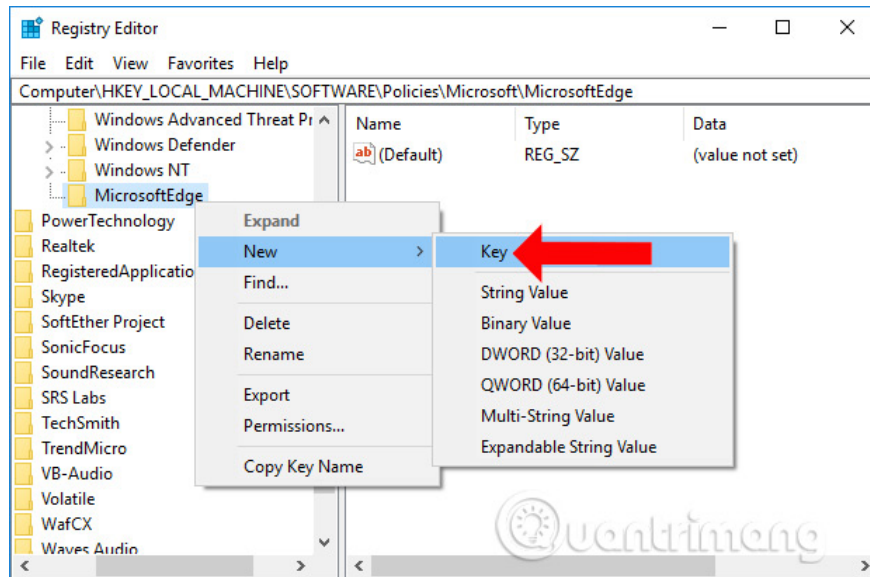 Registry Editor
File Edit View Favorites Help
Computer\HKEY_LOCAL_MACHINE\SOFTWARE\Policies\Microsoft\MicrosoftEdge
Windows Advanced Threat Pr
Windows Defender
Windows NT
MicrosoftEdge
PowerTechnology
Realtek
RegisteredApplicatio
Skype
SoftEther Project
SonicFocus
SoundResearch
SRS Labs
TechSmith
TrendMicro
VB-Audio
Volatile
WafCX
Waves Audio
Name Type Data
ab (Default) REG_SZ (value not set)
Expand
New
Find...
Delete
Rename
Export
Permissions...
Copy Key Name
Key
String Value
Binary Value
DWORD (32-bit) Value
QWORD (64-bit) Value
Multi-String Value
Expandable String Value
Quantrimang